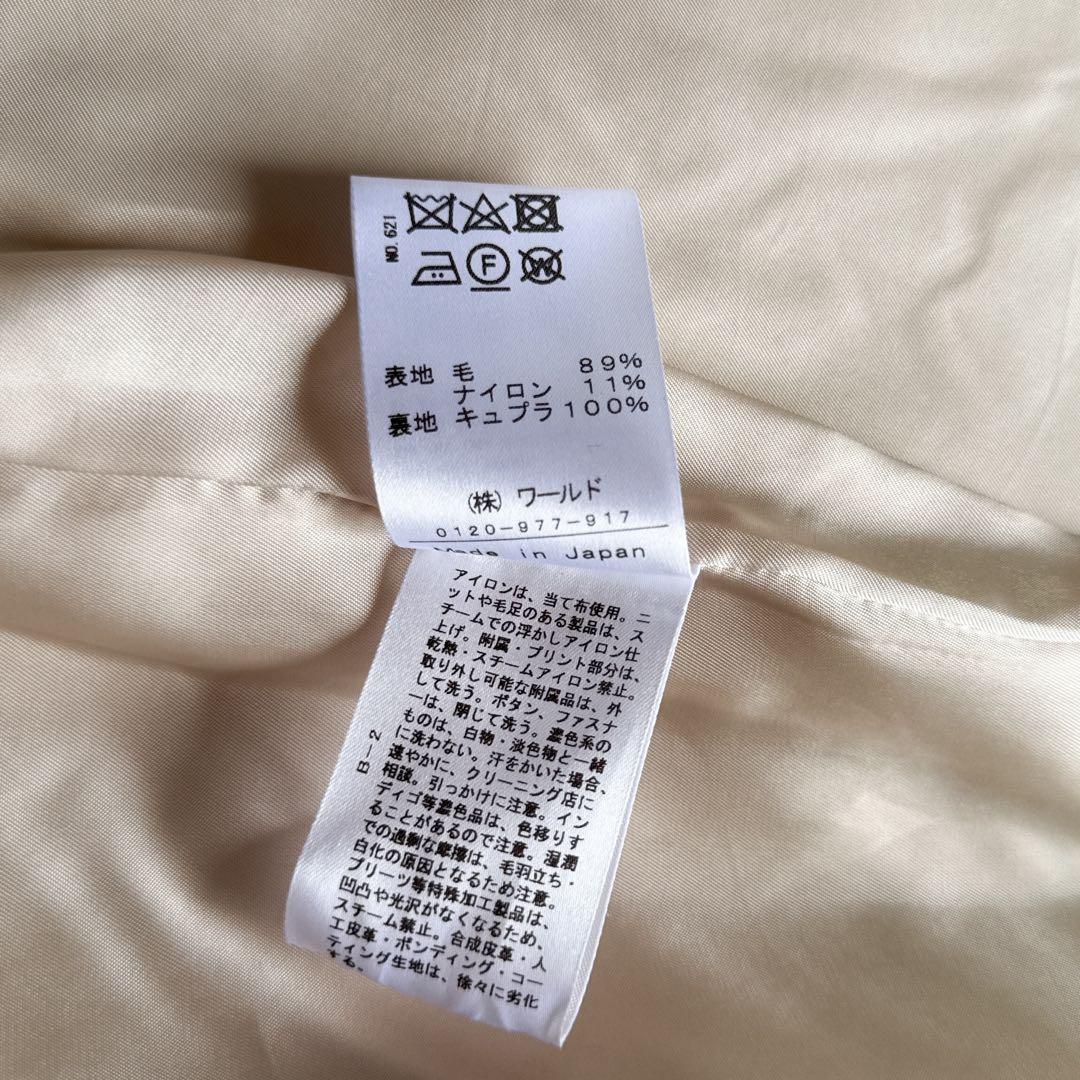 NO. 621
F
W
表地 毛 89%
ナイロン 11%
裏地 キュプラ 100%
(株) ワールド
0120-977-917
Made in Japan
アイロンは、当て布使用。ニ
ットや毛足のある製品は、ス
チームでの浮かしアイロン仕
上げ。附属・プリント部分は、
乾熱・スチームアイロン禁止。
取り外し可能な附属品は、外
して洗う。ボタン、ファスナ
ーは、閉じて洗う。濃色系の
ものは、白物・淡色物と一緒
に洗わない。汗をかいた場合、
速やかに、クリーニング店に
相談。引っかけに注意。イン
ディゴ等濃色品は、色移りす
ることがあるので注意。湿潤
での過剰な摩擦は、毛羽立ち・
白化の原因となるため注意。
プリーツ等特殊加工製品は、
凹凸や光沢がなくなるため、
スチーム禁止。合成皮革・人
工皮革・ボンディング・コー
ティング生地は、徐々に劣化
する。
B-2